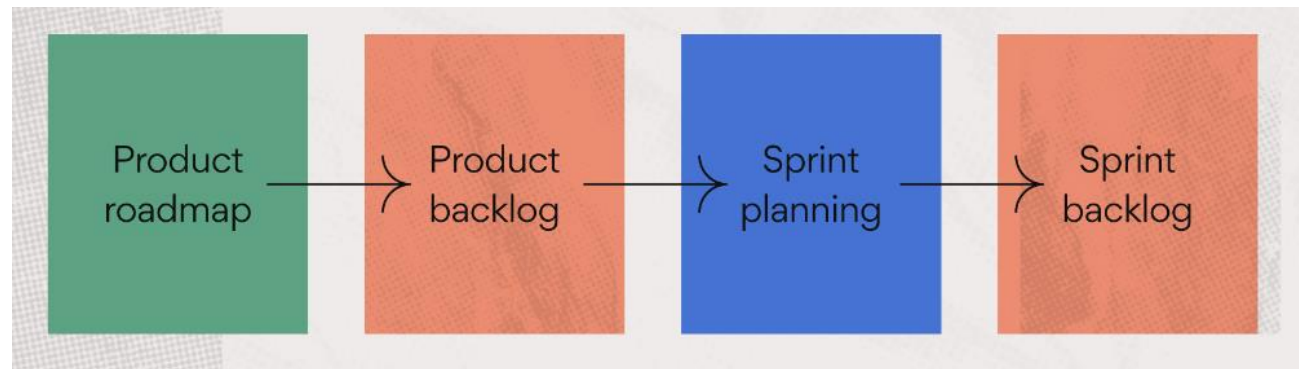 Product
roadmap
Product
backlog
Sprint
planning
Sprint
backlog